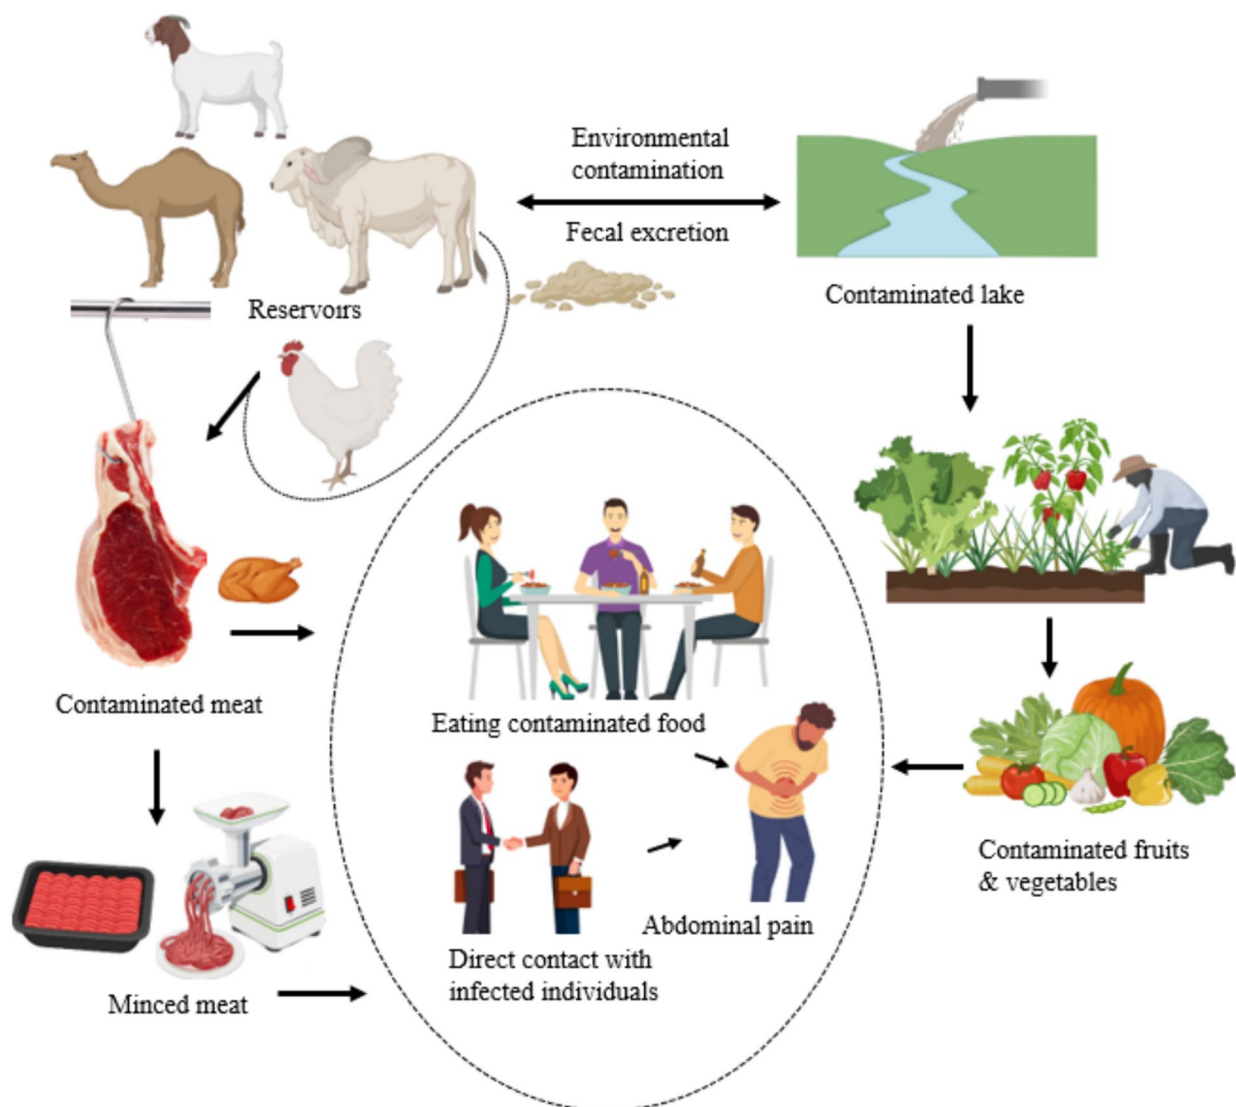 Environmental
contamination
Fecal excretion
Reservoirs
Contaminated lake
Contaminated meat
Eating contaminated food
Contaminated fruits
& vegetables
Abdominal pain
Direct contact with
infected individuals
Minced meat